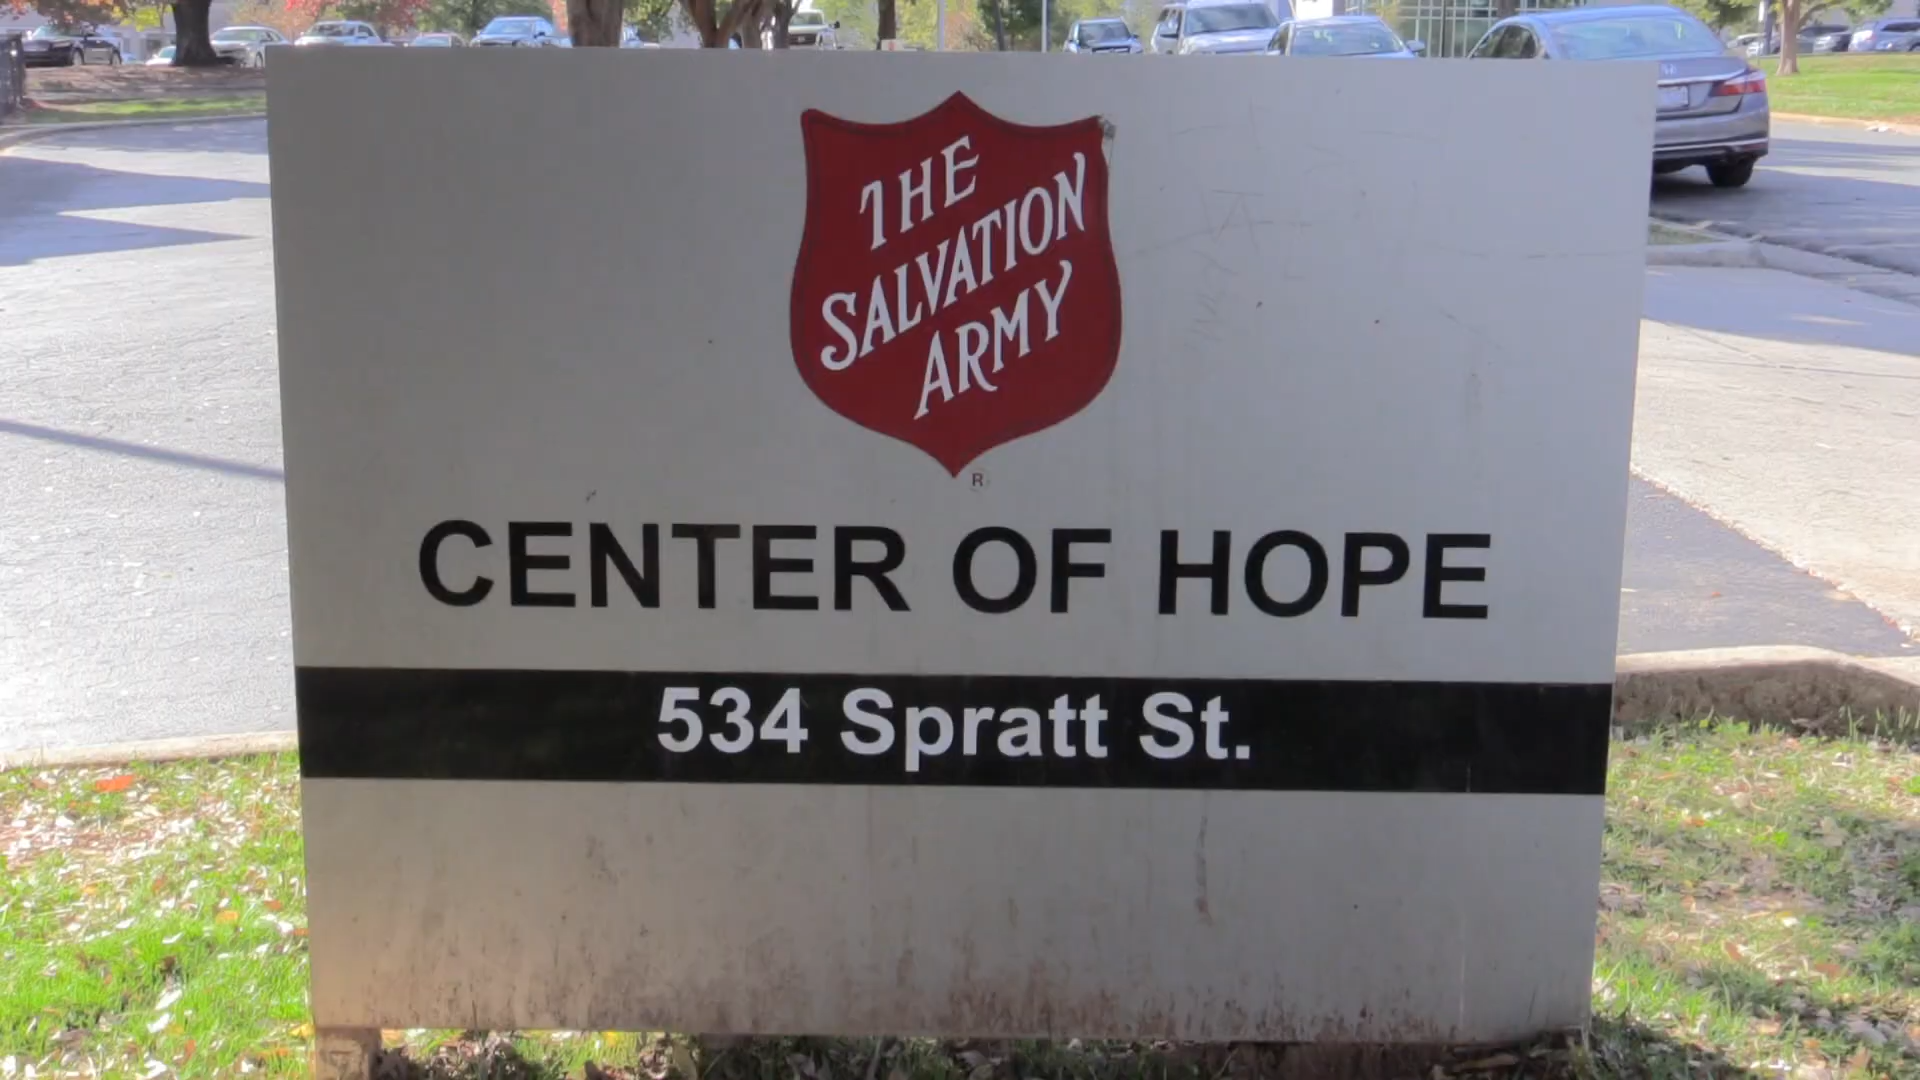 THE
SALVATION
ARMY
R
CENTER OF HOPE
534 Spratt St.